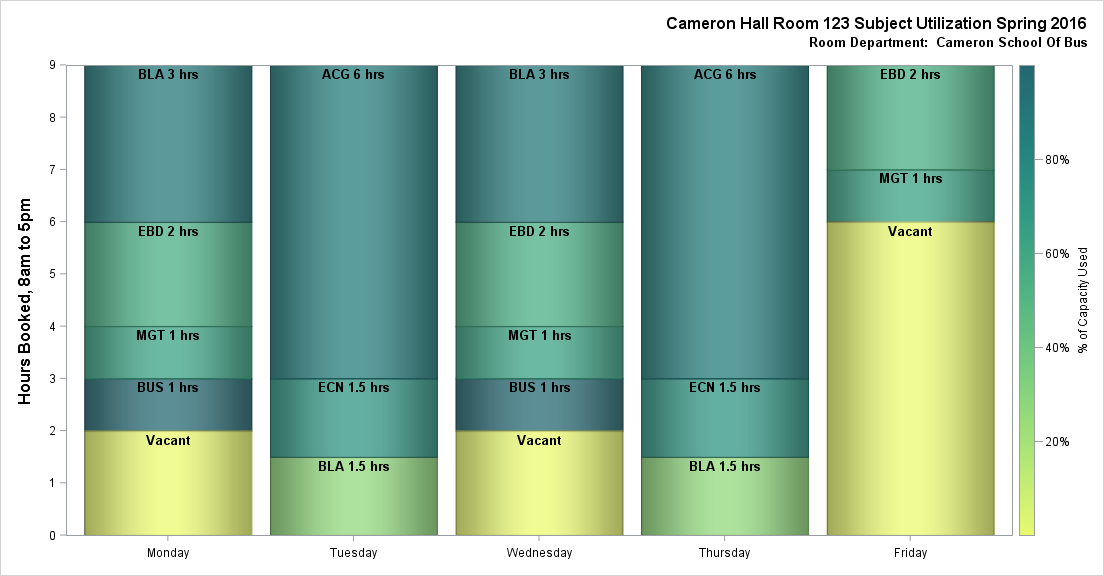 Cameron Hall Room 123 Subject Utilization Spring 2016
Room Department:  Cameron School Of Bus
Hours Booked, 8am to 5pm
9
8
7
6
5
4
3
2
1
0
BLA 3 hrs
EBD 2 hrs
MGT 1 hrs
BUS 1 hrs
Vacant
Monday
ACG 6 hrs
ECN 1.5 hrs
BLA 1.5 hrs
Tuesday
BLA 3 hrs
EBD 2 hrs
MGT 1 hrs
BUS 1 hrs
Vacant
Wednesday
ACG 6 hrs
ECN 1.5 hrs
BLA 1.5 hrs
Thursday
EBD 2 hrs
MGT 1 hrs
Vacant
Friday
80%
60%
40%
20%
% of Capacity Used